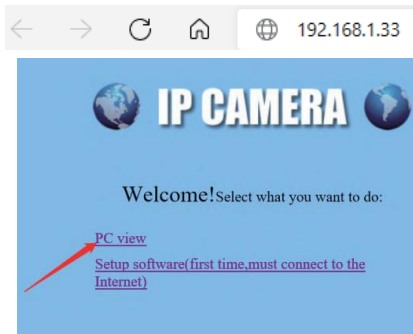 192.168.1.33
IP CAMERA
Welcome!Select what you want to do:
PC view
Setup software(first time,must connect to the
Internet)